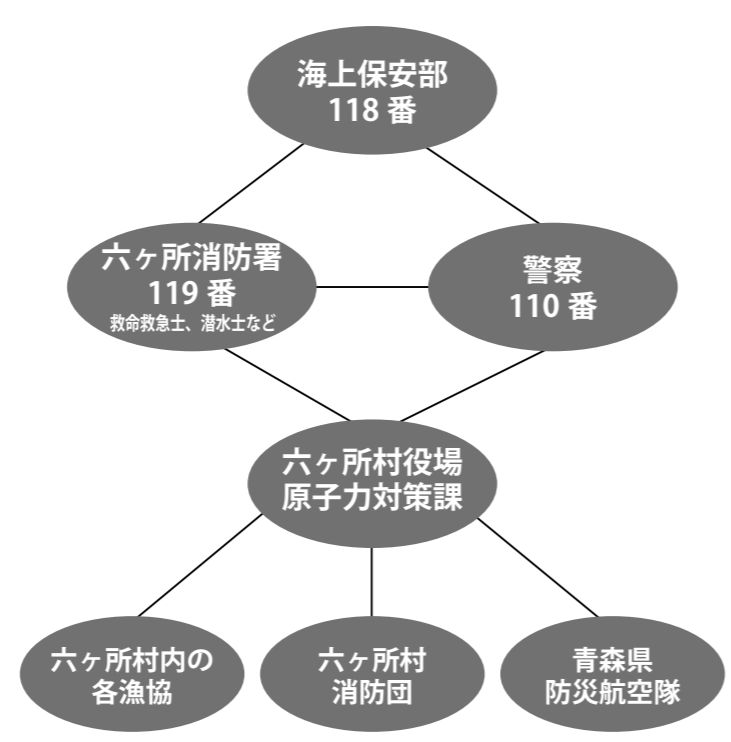 海上保安部
118 番
六ヶ所消防署
119 番
救命救急士、潜水士など
警察
110 番
六ヶ所村役場
原子力対策課
六ヶ所村内の
各漁協
六ヶ所村
消防団
青森県
防災航空隊